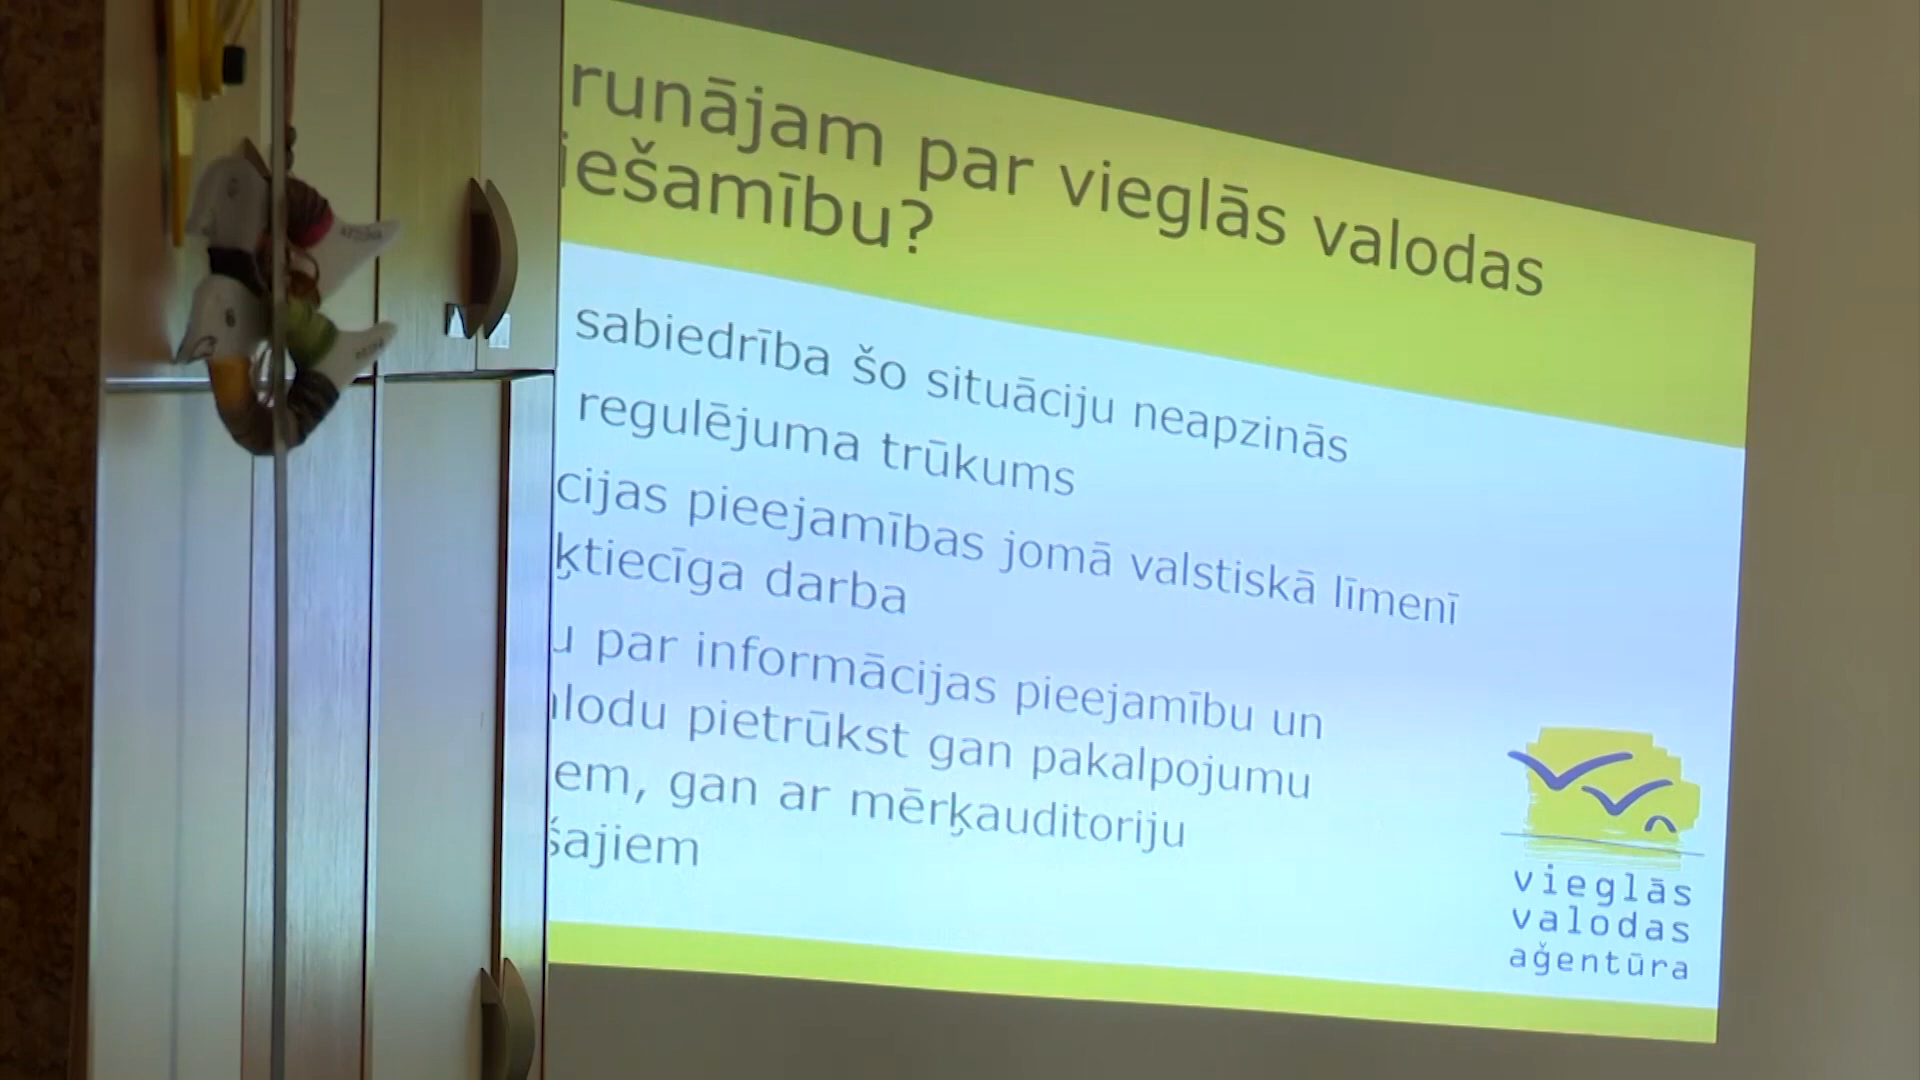 runājam par vieglās valodas
iešamību?
sabiedrība šo situāciju neapzinās
regulējuma trūkums
cijas pieejamības jomā valstiskā līmenī
ķtiecīga darba
u par informācijas pieejamību un
alodu pietrūkst gan pakalpojumu
em, gan ar mērķauditoriju
šajiem
vieglās
valodas
aģentūra